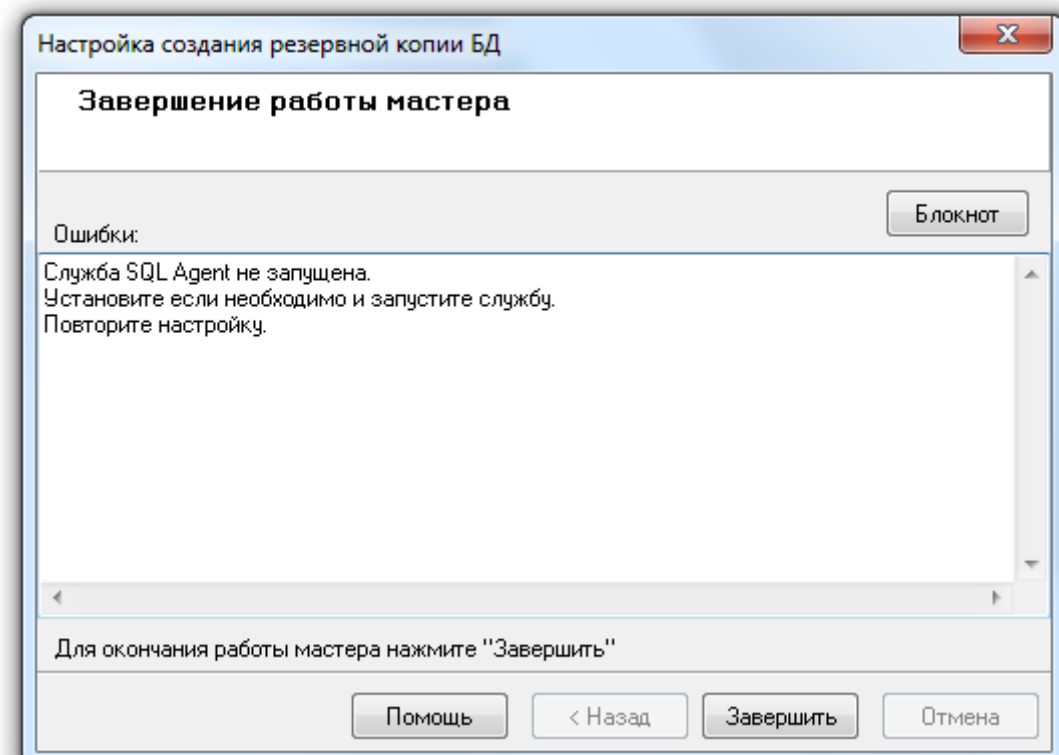 Настройка создания резервной копии БД
Завершение работы мастера
Блокнот
Ошибки:
Служба SQL Agent не запущена.
Установите если необходимо и запустите службу.
Повторите настройку.
Для окончания работы мастера нажмите "Завершить"
Помощь
< Назад
Завершить
Отмена